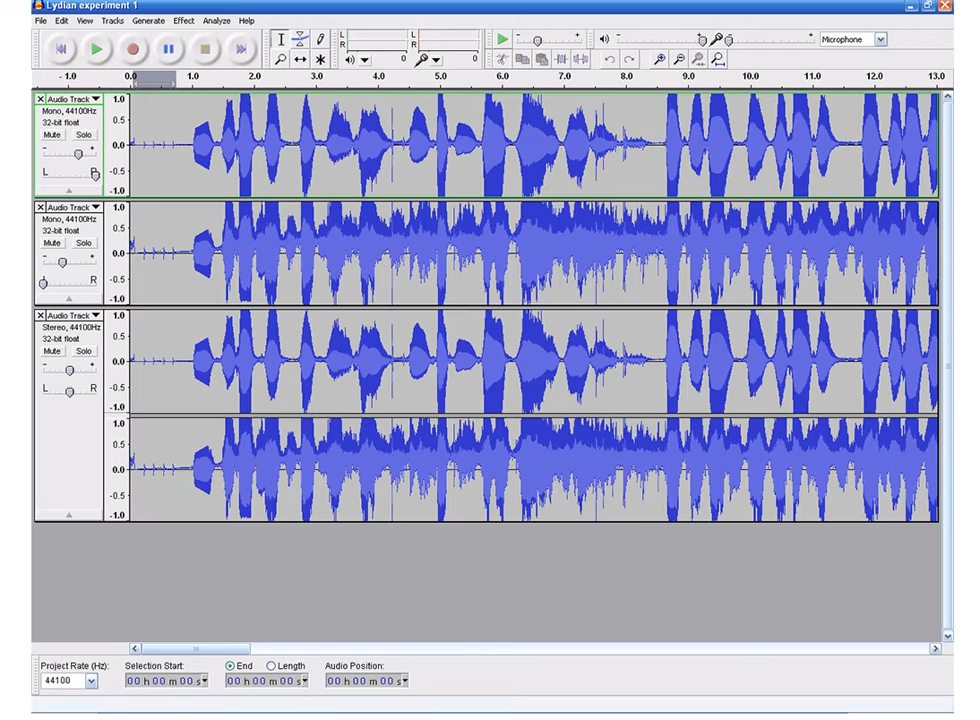 Lydian experiment 1
File Edit View Tracks Generate Effect Analyze Help
L R 0 L R 0 - + - + - + Microphone
- 1.0 0.0 1.0 2.0 3.0 4.0 5.0 6.0 7.0 8.0 9.0 10.0 11.0 12.0 13.0
Audio Track 1.0
Mono, 44100Hz
32-bit float 0.5
Mute Solo
- + 0.0
L R -0.5
-1.0
Audio Track 1.0
Mono, 44100Hz
32-bit float 0.5
Mute Solo
- + 0.0
L R -0.5
-1.0
Audio Track 1.0
Stereo, 44100Hz
32-bit float 0.5
Mute Solo
- + 0.0
L R -0.5
-1.0
1.0
0.5
0.0
-0.5
-1.0
Project Rate (Hz): Selection Start: End Length Audio Position:
44100 00 h 00 m 00 s 00 h 00 m 00 s 00 h 00 m 00 s